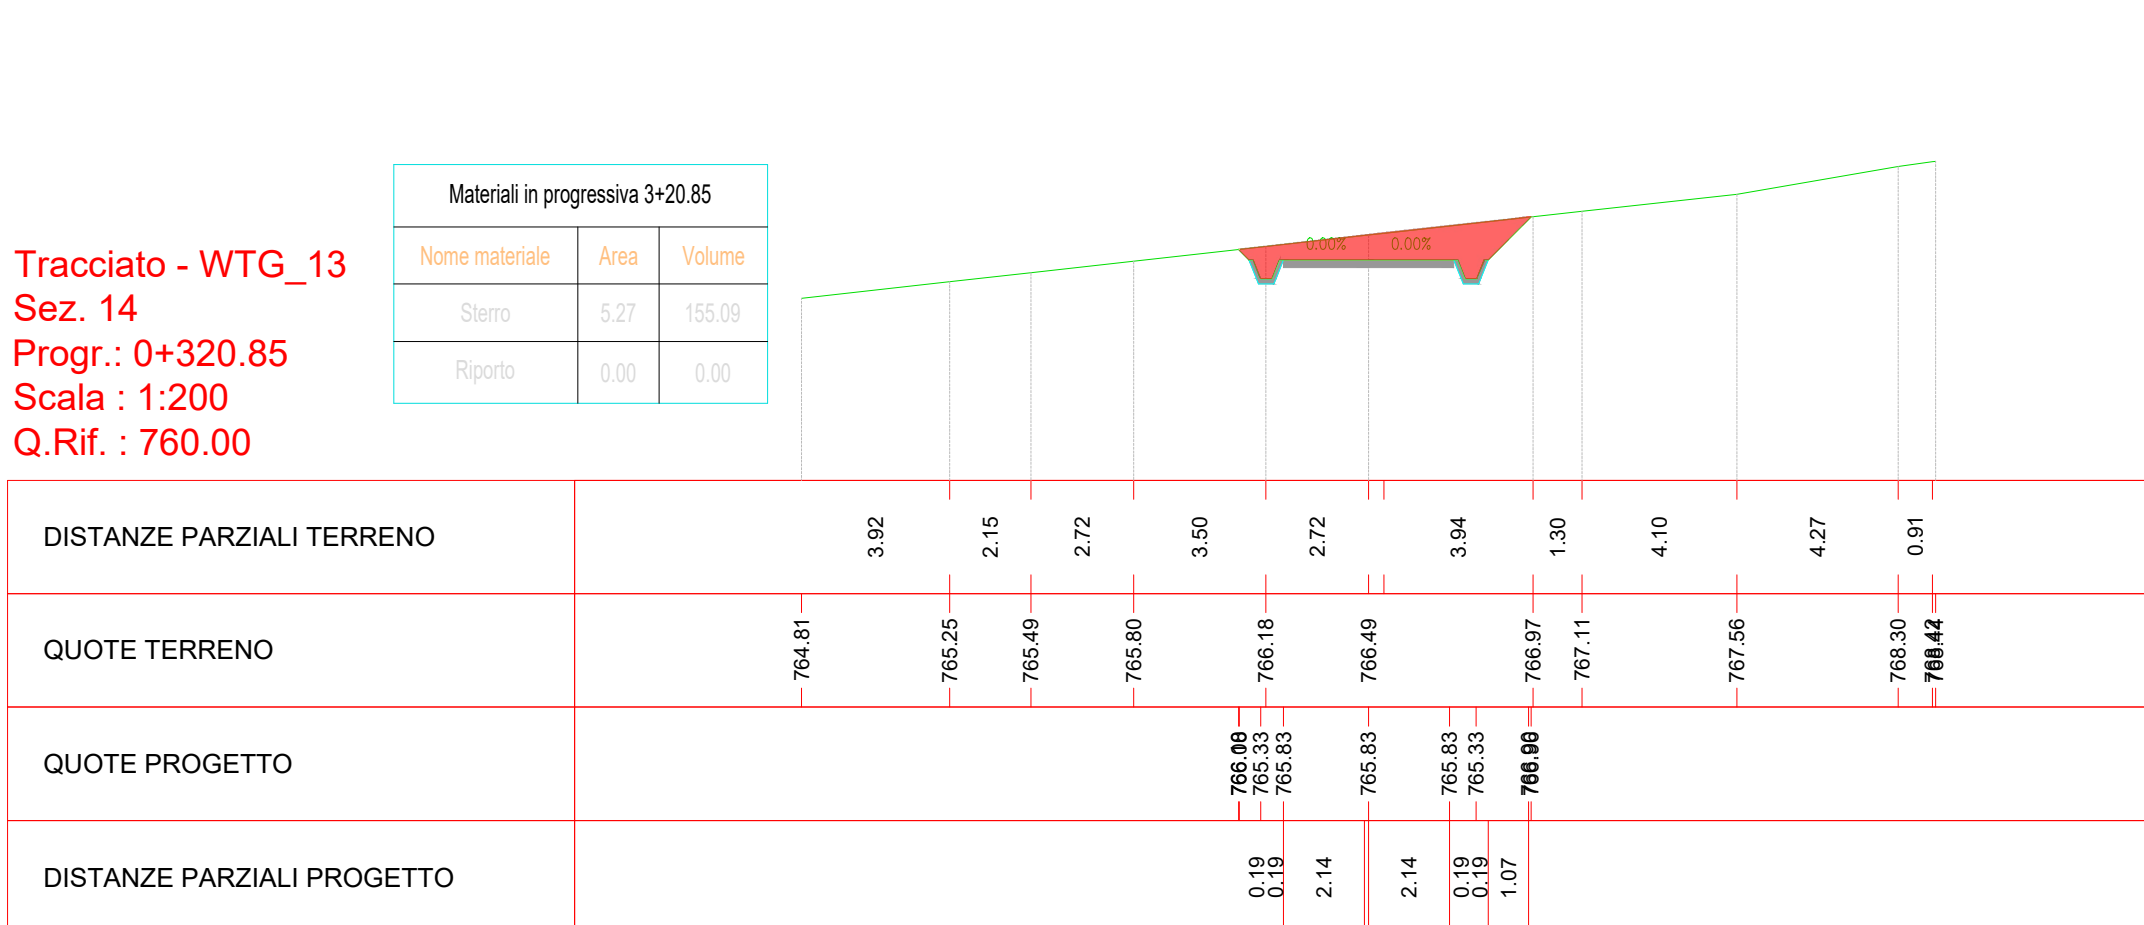 Materiali in progressiva 3+20.85
Nome materiale Area Volume
Sterro 5.27 155.09
Riporto 0.00 0.00
Tracciato - WTG_13
Sez. 14
Progr.: 0+320.85
Scala : 1:200
Q.Rif. : 760.00
0.00% 0.00%
DISTANZE PARZIALI TERRENO 3.92 2.15 2.72 3.50 2.72 3.94 1.30 4.10 4.27 0.91
QUOTE TERRENO 764.81 765.25 765.49 765.80 766.18 766.49 766.97 767.11 767.56 768.30 768.44
QUOTE PROGETTO 765.33 765.83 765.83 765.83 765.33
DISTANZE PARZIALI PROGETTO 0.19 0.19 2.14 2.14 0.19 0.19 1.07